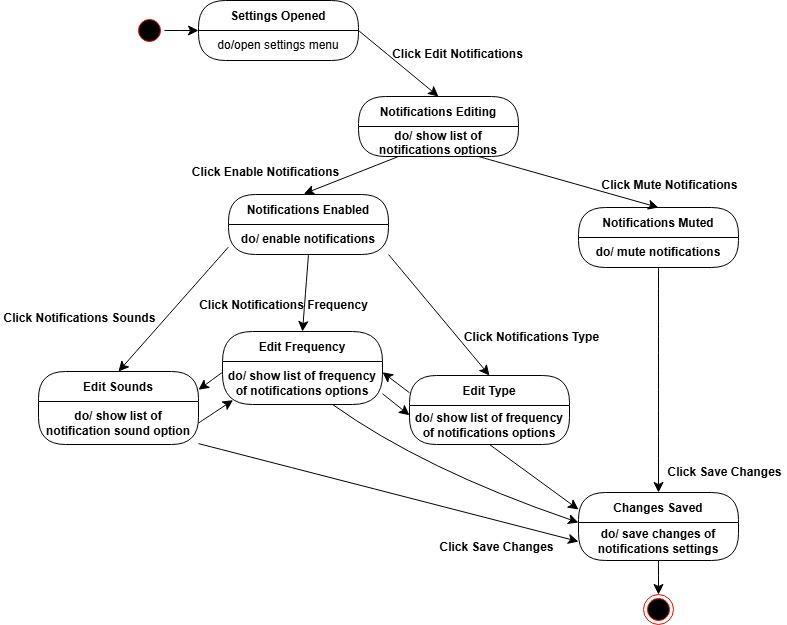 Settings Opened
do/open settings menu
Click Edit Notifications
Notifications Editing
do/ show list of
notifications options
Click Enable Notifications
Click Mute Notifications
Notifications Enabled
do/ enable notifications
Notifications Muted
do/ mute notifications
Click Notifications Sounds
Click Notifications Frequency
Click Notifications Type
Edit Frequency
do/ show list of frequency
of notifications options
Edit Sounds
do/ show list of
notification sound option
Edit Type
do/ show list of frequency
of notifications options
Click Save Changes
Changes Saved
do/ save changes of
notifications settings
Click Save Changes